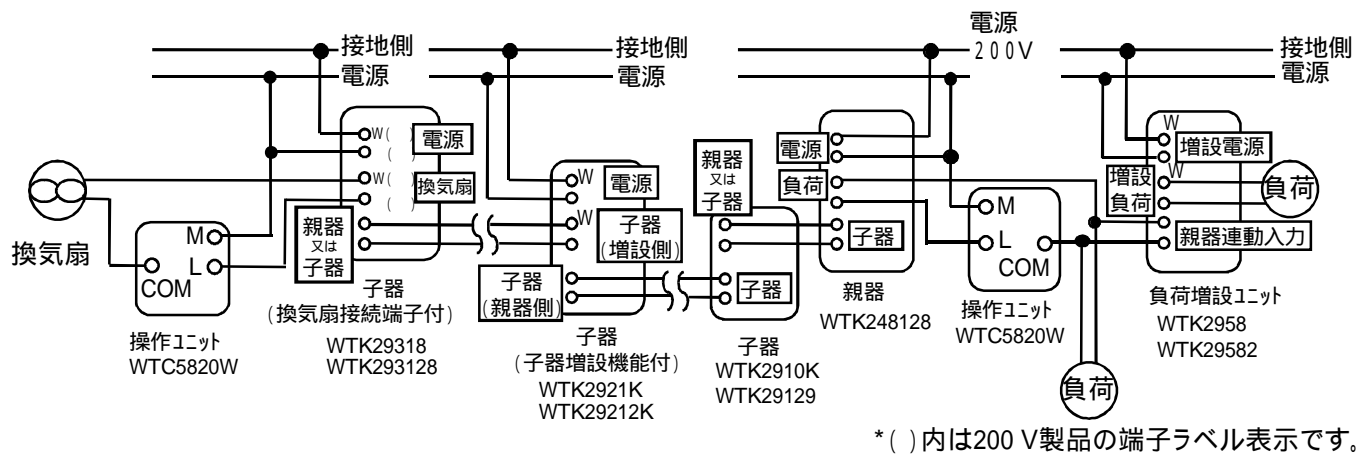 電源
200V
接地側
電源
接地側
電源
接地側
電源
W( )
( )
電源
W( )
( )
換気扇
親器
又は
子器
換気扇
M
L
COM
操作ユニット
WTC5820W
子器
(換気扇接続端子付)
WTK29318
WTK293128
W
電源
W
子器
(増設側)
子器
(親器側)
子器
(子器増設機能付)
WTK2921K
WTK29212K
親器
又は
子器
子器
子器
WTK2910K
WTK29129
電源
負荷
子器
親器
WTK248128
M
L
COM
操作ユニット
WTC5820W
負荷
W
増設電源
W
増設
負荷
負荷
親器連動入力
負荷増設ユニット
WTK2958
WTK29582
*( )内は200 V製品の端子ラベル表示です。